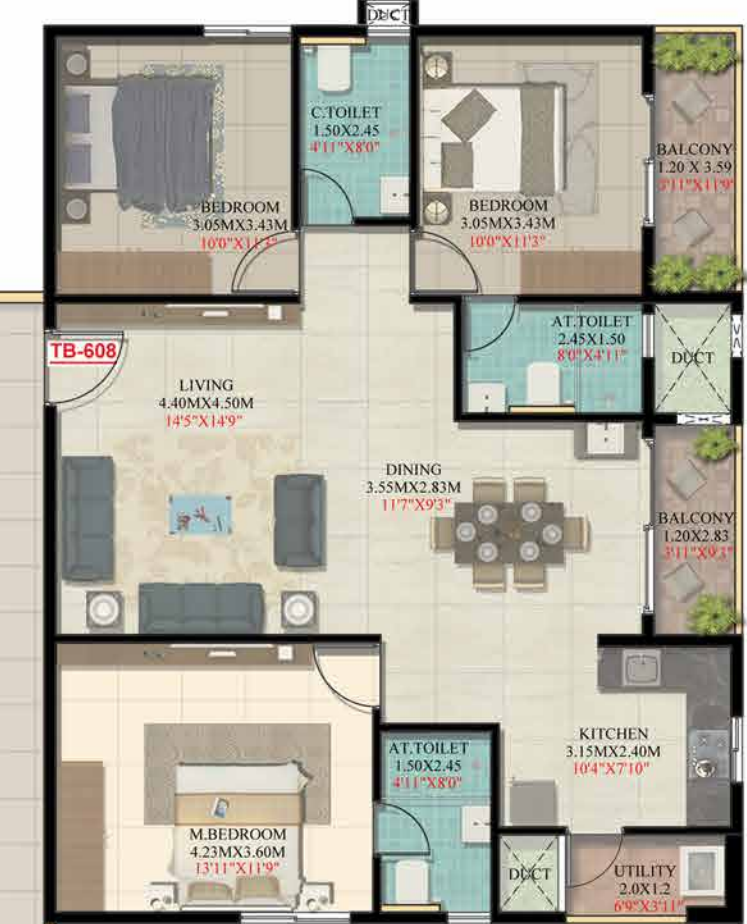 DUCT
C.TOILET
1.50X2.45
4'11"X8'0"
BEDROOM
3.05MX3.43M
10'0"X11'3"
BEDROOM
3.05MX3.43M
10'0"X11'3"
BALCONY
1.20 X 3.59
3'11"X11'9"
TB-608
LIVING
4.40MX4.50M
14'5"X14'9"
AT.TOILET
2.45X1.50
8'0"X4'11"
DUCT
DINING
3.55MX2.83M
11'7"X9'3"
BALCONY
1.20X2.83
3'11"X9'3"
KITCHEN
3.15MX2.40M
10'4"X7'10"
AT.TOILET
1.50X2.45
4'11"X8'0"
M.BEDROOM
4.23MX3.60M
13'11"X11'9"
DUCT
UTILITY
2.0X1.2
6'9"X3'11"